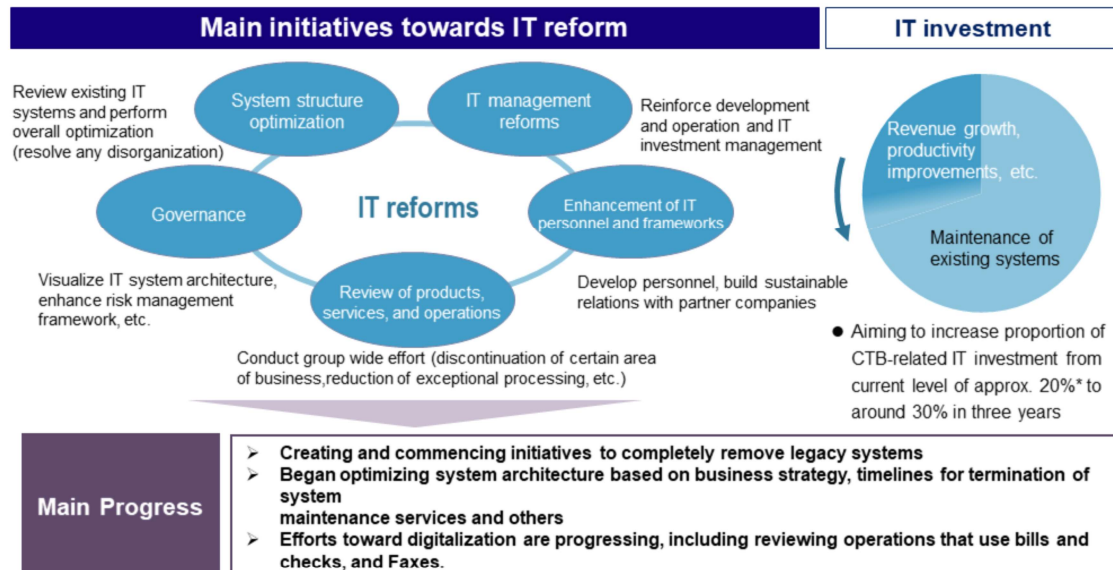 Main initiatives towards IT reform
Review existing IT
systems and perform
overall optimization
(resolve any disorganization)
System structure
optimization
IT management
reforms
Reinforce development
and operation and IT
investment management
Governance
IT reforms
Enhancement of IT
personnel and frameworks
Visualize IT system architecture,
enhance risk management
framework, etc.
Review of products,
services, and operations
Develop personnel, build sustainable
relations with partner companies
Conduct group wide effort (discontinuation of certain area
of business,reduction of exceptional processing, etc.)
IT investment
Revenue growth,
productivity
improvements, etc.
Maintenance of
existing systems
● Aiming to increase proportion of
CTB-related IT investment from
current level of approx. 20%* to
around 30% in three years
Main Progress
➢ Creating and commencing initiatives to completely remove legacy systems
➢ Began optimizing system architecture based on business strategy, timelines for termination of
system
maintenance services and others
➢ Efforts toward digitalization are progressing, including reviewing operations that use bills and
checks, and Faxes.